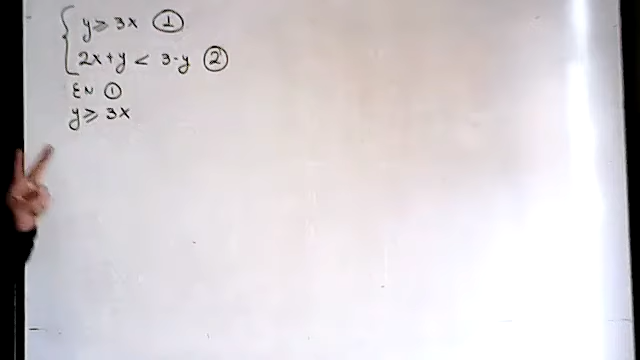 y ≥ 3x ①
2x + y < 3 - y ②
EN ①
y ≥ 3x